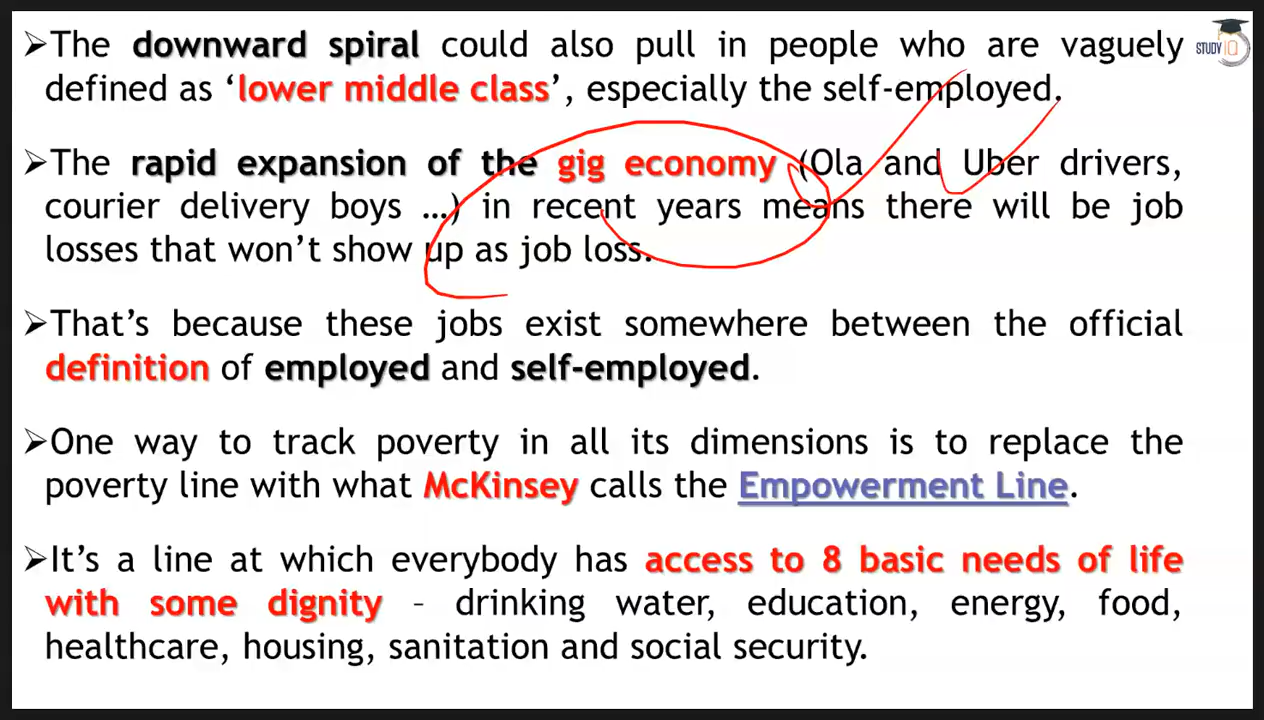 ➢The downward spiral could also pull in people who are vaguely
defined as ‘lower middle class’, especially the self-employed.
➢The rapid expansion of the gig economy (Ola and Uber drivers,
courier delivery boys …) in recent years means there will be job
losses that won’t show up as job loss.
➢That’s because these jobs exist somewhere between the official
definition of employed and self-employed.
➢One way to track poverty in all its dimensions is to replace the
poverty line with what McKinsey calls the Empowerment Line.
➢It’s a line at which everybody has access to 8 basic needs of life
with some dignity – drinking water, education, energy, food,
healthcare, housing, sanitation and social security.
STUDY IQ